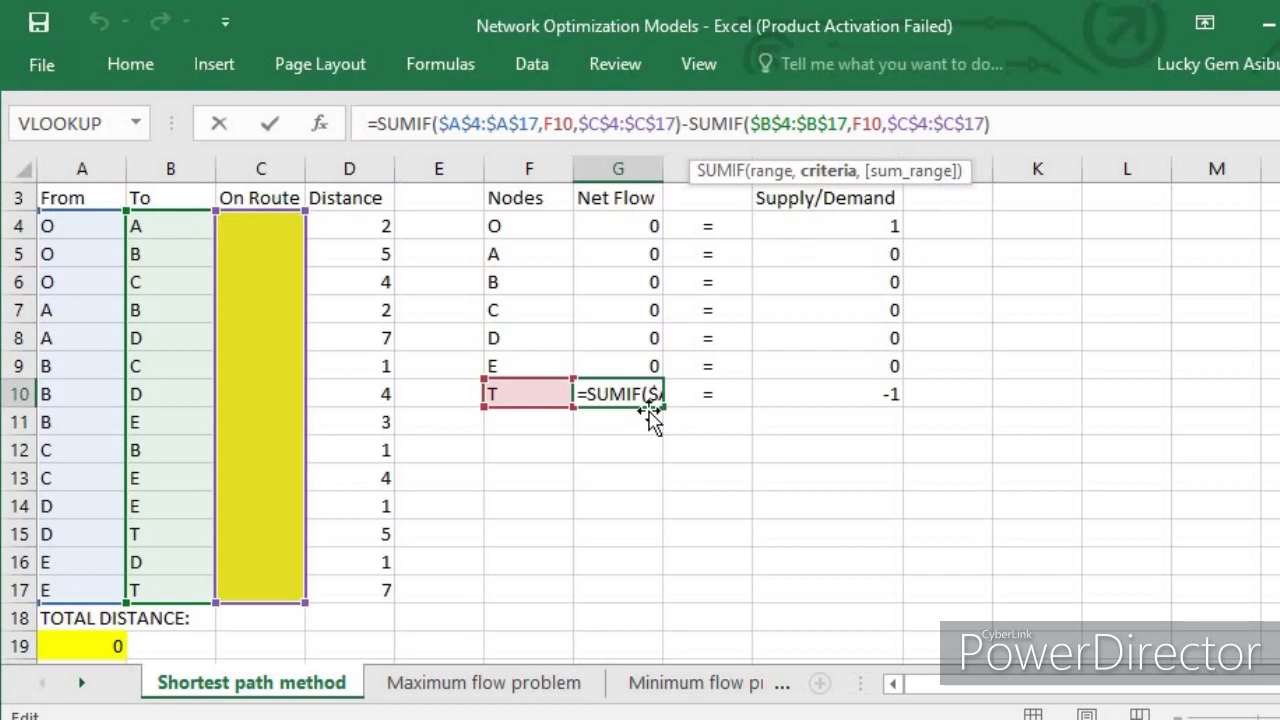 Network Optimization Models - Excel (Product Activation Failed)
File Home Insert Page Layout Formulas Data Review View Tell me what you want to do... Lucky Gem Asibu
VLOOKUP fx =SUMIF($A$4:$A$17,F10,$C$4:$C$17)-SUMIF($B$4:$B$17,F10,$C$4:$C$17)
SUMIF(range, criteria, [sum_range])
A B C D E F G K L M
3 From To On Route Distance Nodes Net Flow Supply/Demand
4 O A 2 O 0 = 1
5 O B 5 A 0 = 0
6 O C 4 B 0 = 0
7 A B 2 C 0 = 0
8 A D 7 D 0 = 0
9 B C 1 E 0 = 0
10 B D 4 T =SUMIF($A = -1
11 B E 3
12 C B 1
13 C E 4
14 D E 1
15 D T 5
16 E D 1
17 E T 7
18 TOTAL DISTANCE:
19 0
CyberLink
PowerDirector
Shortest path method Maximum flow problem Minimum flow pr ...
Edit